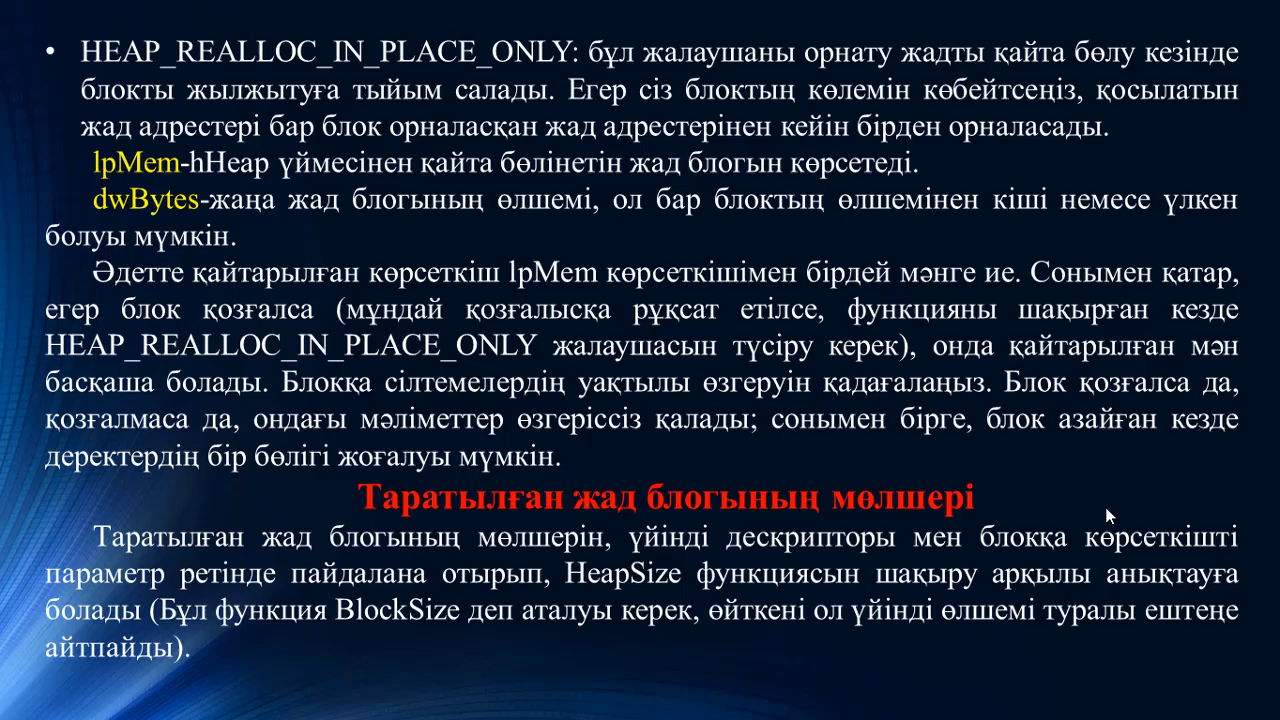 • HEAP_REALLOC_IN_PLACE_ONLY: бұл жалаушаны орнату жадты қайта бөлу кезінде
блокты жылжытуға тыйым салады. Егер сіз блоктың көлемін көбейтсеңіз, қосылатын
жад адрестері бар блок орналасқан жад адрестерінен кейін бірден орналасады.
lpMem-hHeap үймесінен қайта бөлінетін жад блогын көрсетеді.
dwBytes-жаңа жад блогының өлшемі, ол бар блоктың өлшемінен кіші немесе үлкен
болуы мүмкін.
Әдетте қайтарылған көрсеткіш lpMem көрсеткішімен бірдей мәнге ие. Сонымен қатар,
егер блок қозғалса (мұндай қозғалысқа рұқсат етілсе, функцияны шақырған кезде
HEAP_REALLOC_IN_PLACE_ONLY жалаушасын түсіру керек), онда қайтарылған мән
басқаша болады. Блокқа сілтемелердің уақтылы өзгеруін қадағалаңыз. Блок қозғалса да,
қозғалмаса да, ондағы мәліметтер өзгеріссіз қалады; сонымен бірге, блок азайған кезде
деректердің бір бөлігі жоғалуы мүмкін.
Таратылған жад блогының мөлшері
Таратылған жад блогының мөлшерін, үйінді дескрипторы мен блокқа көрсеткішті
параметр ретінде пайдалана отырып, HeapSize функциясын шақыру арқылы анықтауға
болады (Бұл функция BlockSize деп аталуы керек, өйткені ол үйінді өлшемі туралы ештеңе
айтпайды).